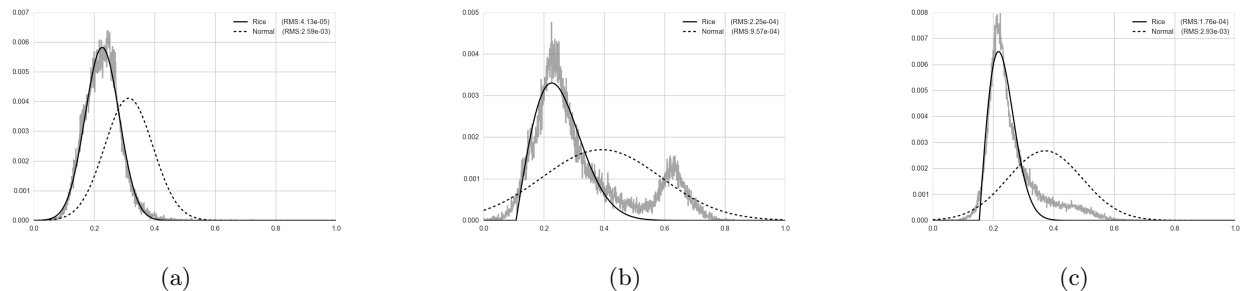 0.007
0.006
0.005
0.004
0.003
0.002
0.001
0.000
0.0 0.2 0.4 0.6 0.8 1.0
Rice (RMS:4.13e-05)
Normal (RMS:2.59e-03)
(a)
0.005
0.004
0.003
0.002
0.001
0.000
0.0 0.2 0.4 0.6 0.8 1.0
Rice (RMS:2.25e-04)
Normal (RMS:9.57e-04)
(b)
0.008
0.007
0.006
0.005
0.004
0.003
0.002
0.001
0.000
0.0 0.2 0.4 0.6 0.8 1.0
Rice (RMS:1.76e-04)
Normal (RMS:2.93e-03)
(c)